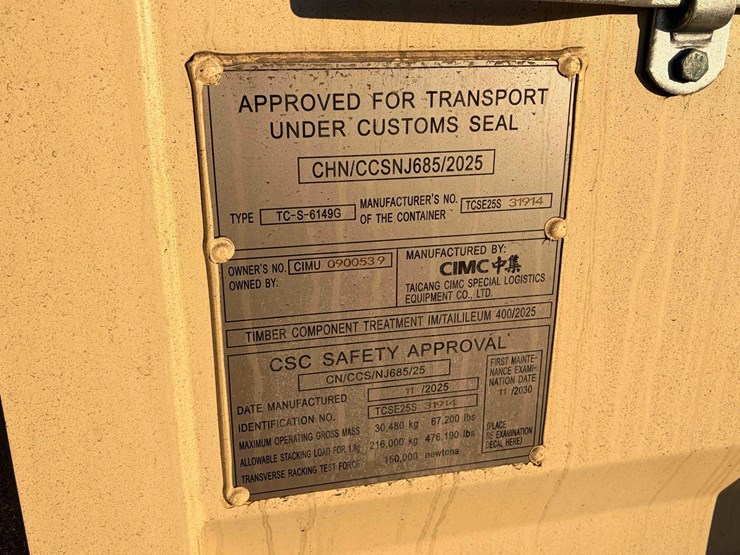 APPROVED FOR TRANSPORT
UNDER CUSTOMS SEAL
CHN/CCSNJ685/2025
TYPE TC-S-6149G MANUFACTURER'S NO. OF THE CONTAINER TCSE25S 31914
OWNER'S NO. CIMU 0900539
OWNED BY:
MANUFACTURED BY:
CIMC中集
TAICANG CIMC SPECIAL LOGISTICS
EQUIPMENT CO., LTD.
TIMBER COMPONENT TREATMENT IM/TAILILEUM 400/2025
CSC SAFETY APPROVAL
CN/CCS/NJ685/25
DATE MANUFACTURED 11 /2025
IDENTIFICATION NO. TCSE25S 31914
MAXIMUM OPERATING GROSS MASS 30,480 kg 67,200 lbs
ALLOWABLE STACKING LOAD FOR 1.8g 216,000 kg 476,190 lbs
TRANSVERSE RACKING TEST FORCE 150,000 newtons
FIRST MAINTE-
NANCE EXAMI-
NATION DATE
11 /2030
(PLACE
RE EXAMINATION
DECAL HERE)